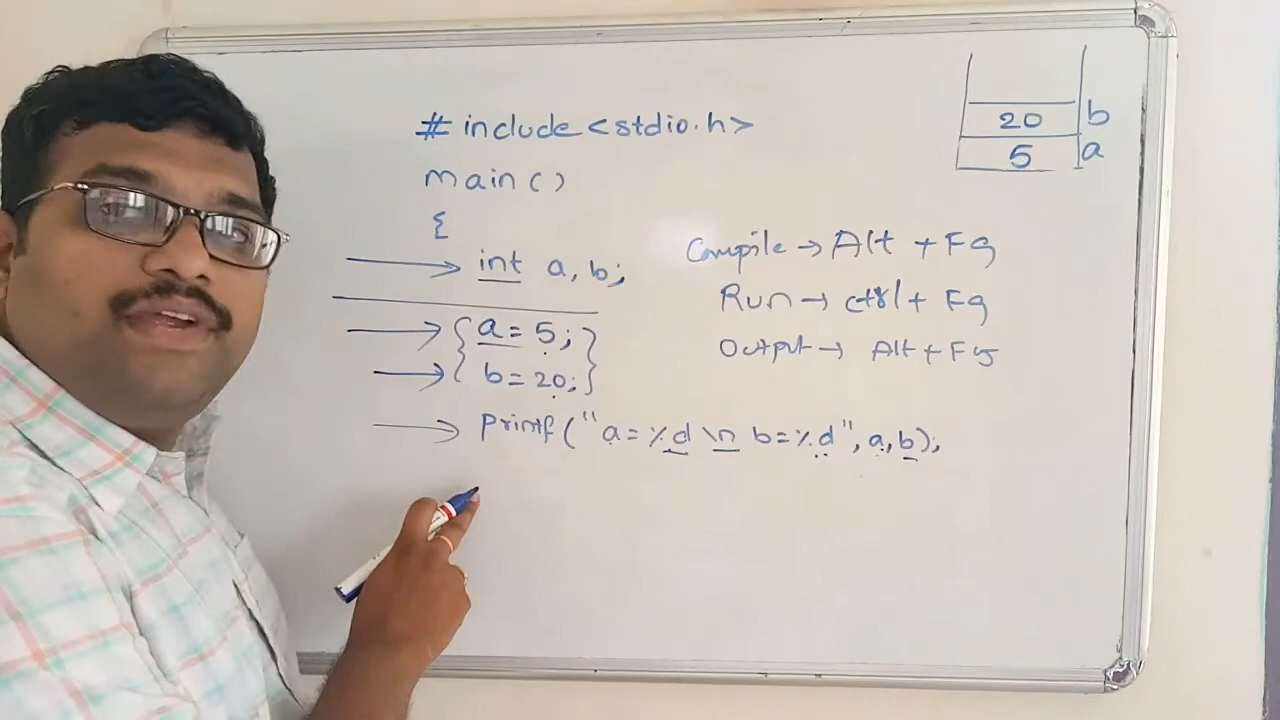 # include <stdio.h>
main ()
{
int a, b;
{ a = 5; }
b = 20;
Printf ("a = %d \n b = %d", a, b);
20 b
5 a
Compile → Alt + F9
Run → ctrl + F9
Output → Alt + F5